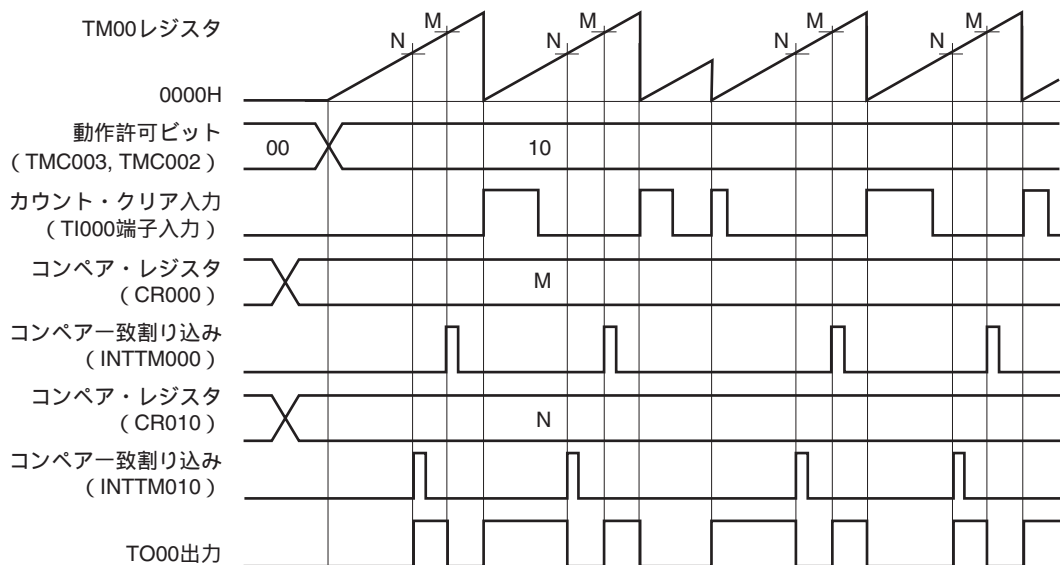 TM00レジスタ
N M N M N M N M
0000H
動作許可ビット
（TMC003, TMC002）
00 10
カウント・クリア入力
（TI000端子入力）
コンペア・レジスタ
（CR000）
M
コンペア一致割り込み
（INTTM000）
コンペア・レジスタ
（CR010）
N
コンペア一致割り込み
（INTTM010）
TO00出力